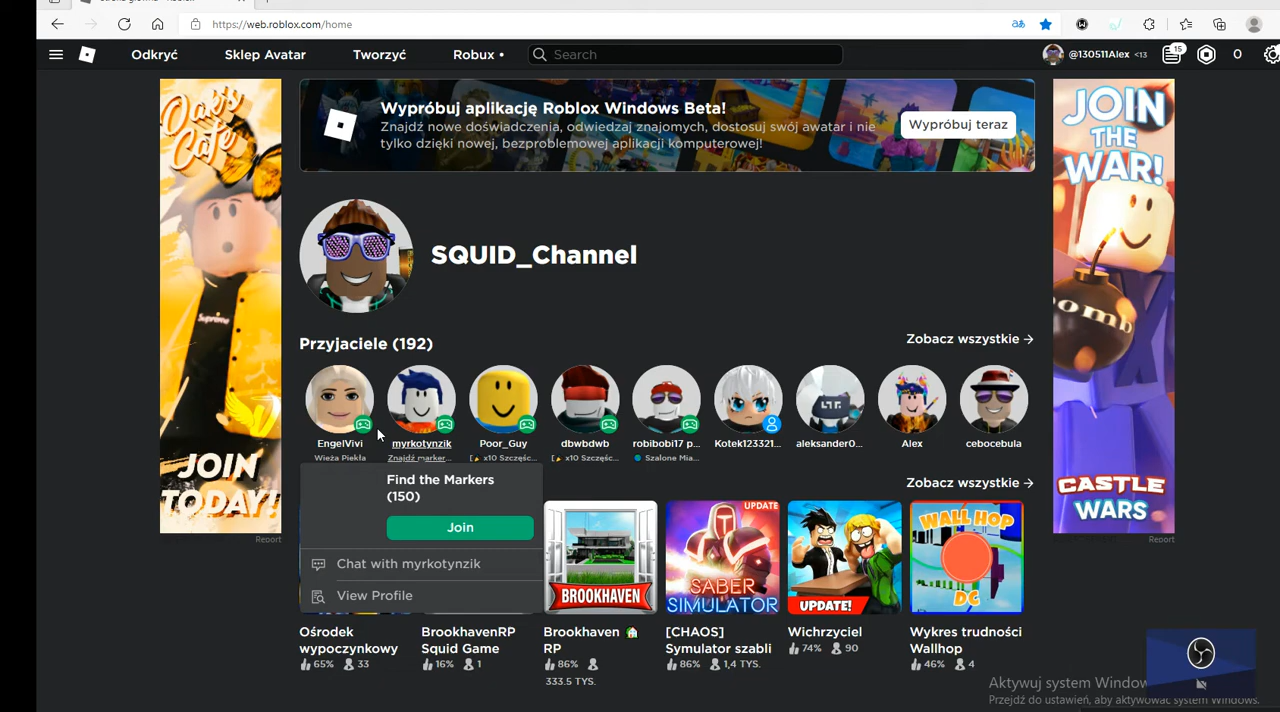 https://web.roblox.com/home
Odkryć
Sklep Avatar
Tworzyć
Robux
Search
@130511Alex <13
15
0
Oak's
Cafe
Supreme
JOIN
TODAY!
Report
Wypróbuj aplikację Roblox Windows Beta!
Znajdź nowe doświadczenia, odwiedzaj znajomych, dostosuj swój awatar i nie
tylko dzięki nowej, bezproblemowej aplikacji komputerowej!
Wypróbuj teraz
SQUID_Channel
Przyjaciele (192)
Zobacz wszystkie →
EngelVivi
Wieża Piekła
myrkotynzik
Znajdź marker...
Poor_Guy
x10 Szczęśc...
dbwbdwb
x10 Szczęśc...
robibobi17 p...
Szalone Mia...
Kotek123321...
aleksander0...
Alex
cebocebula
Find the Markers
(150)
Join
Chat with myrkotynzik
View Profile
Zobacz wszystkie →
BROOKHAVEN
UPDATE
SABER
SIMULATOR
UPDATE!
WALL HOP
DC
Ośrodek
wypoczynkowy
65% 33
BrookhavenRP
Squid Game
16% 1
Brookhaven
RP
86%
333.5 TYS.
[CHAOS]
Symulator szabli
86% 1,4 TYS.
Wichrzyciel
74% 90
Wykres trudności
Wallhop
46% 4
JOIN
THE
WAR!
bomb
CASTLE
WARS
Report
Aktywuj system Window
Przejdź do ustawień, aby aktywować system Windows.